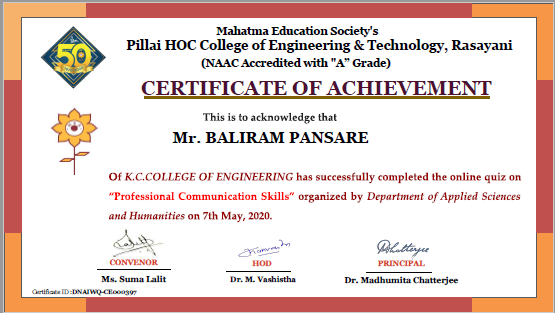 Mahatma Education Society's
Pillai HOC College of Engineering & Technology, Rasayani
(NAAC Accredited with "A” Grade)
50
CERTIFICATE OF ACHIEVEMENT
This is to acknowledge that
Mr. BALIRAM PANSARE
Of K.C.COLLEGE OF ENGINEERING has successfully completed the online quiz on
“Professional Communication Skills“ organized by Department of Applied Sciences
and Humanities on 7th May, 2020.
CONVENOR
HOD
PRINCIPAL
Ms. Suma Lalit
Dr. M. Vashistha
Dr. Madhumita Chatterjee
Certificate ID :DNAIWQ-CE000397